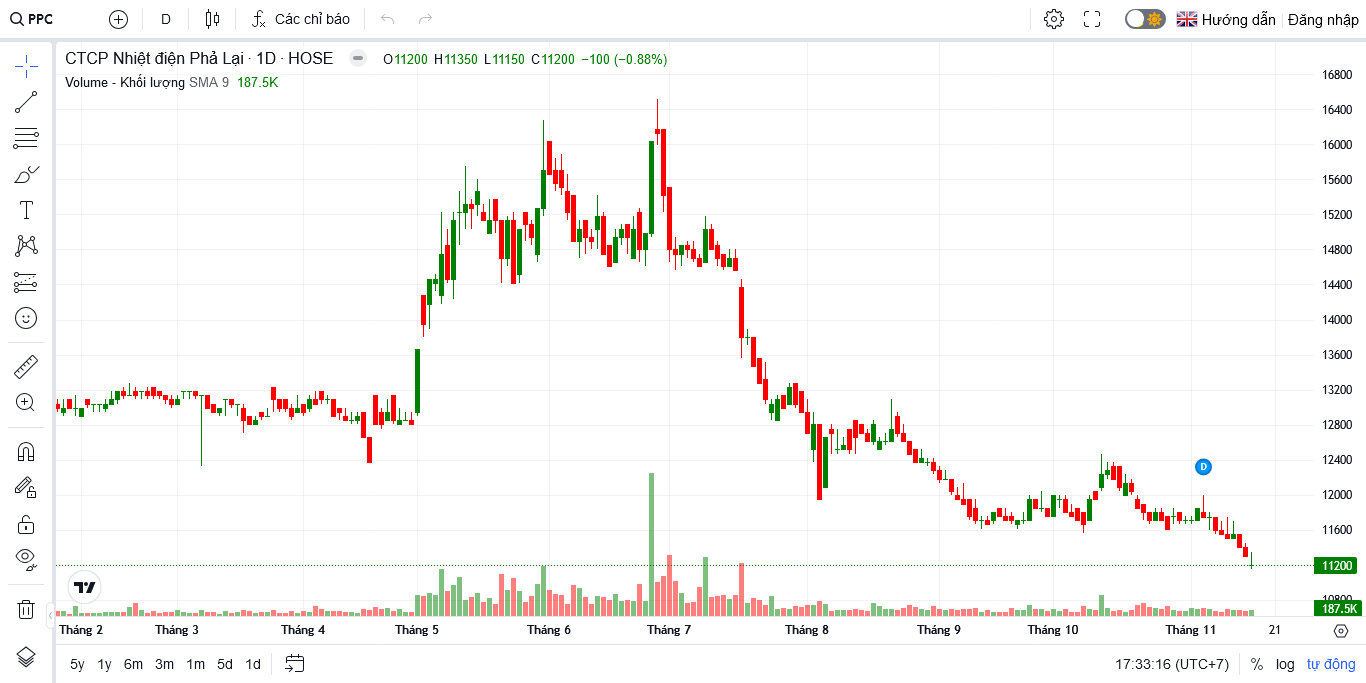 PPC D Các chỉ báo Hướng dẫn Đăng nhập
CTCP Nhiệt điện Phả Lại · 1D · HOSE O11200 H11350 L11150 C11200 −100 (−0.88%)
Volume - Khối lượng SMA 9 187.5K
16800
16400
16000
15600
15200
14800
14400
14000
13600
13200
12800
12400
D
12000
11600
11200
10800
187.5K
Tháng 2 Tháng 3 Tháng 4 Tháng 5 Tháng 6 Tháng 7 Tháng 8 Tháng 9 Tháng 10 Tháng 11 21
5y 1y 6m 3m 1m 5d 1d 17:33:16 (UTC+7) % log tự động